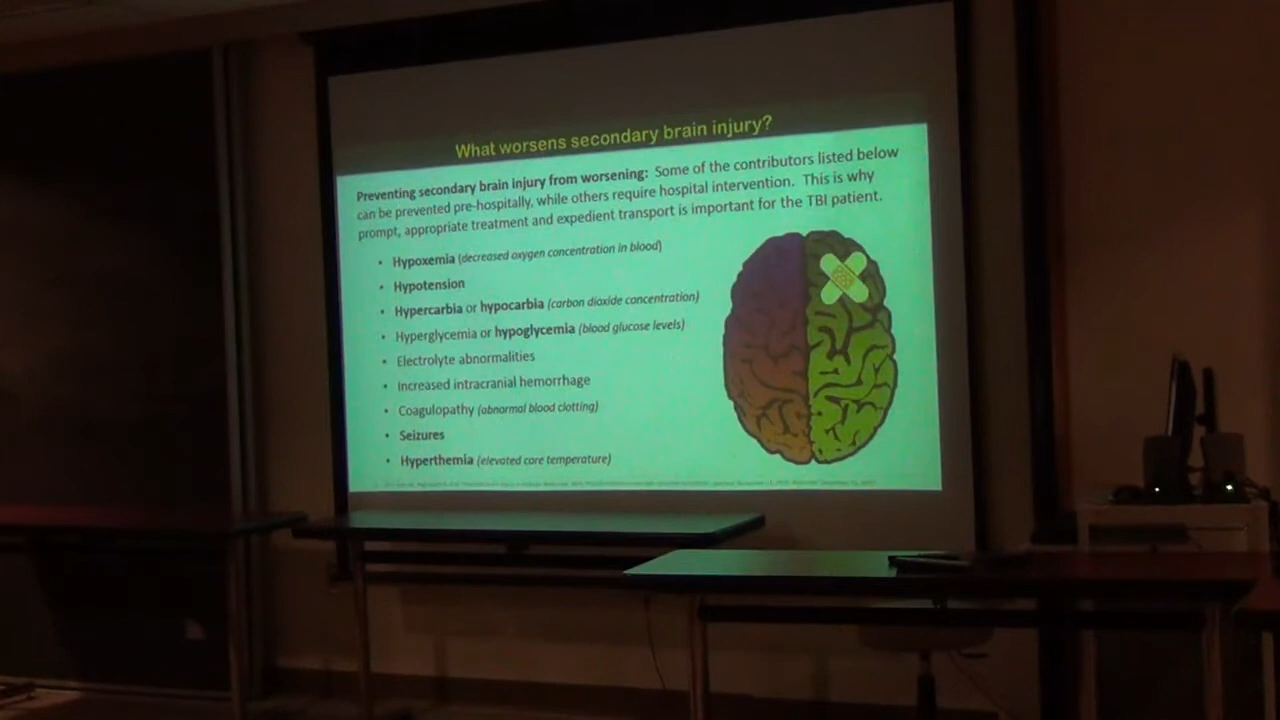 What worsens secondary brain injury?
Preventing secondary brain injury from worsening: Some of the contributors listed below
can be prevented pre-hospitally, while others require hospital intervention. This is why
prompt, appropriate treatment and expedient transport is important for the TBI patient.
• Hypoxemia (decreased oxygen concentration in blood)
• Hypotension
• Hypercarbia or hypocarbia (carbon dioxide concentration)
• Hyperglycemia or hypoglycemia (blood glucose levels)
• Electrolyte abnormalities
• Increased intracranial hemorrhage
• Coagulopathy (abnormal blood clotting)
• Seizures
• Hyperthemia (elevated core temperature)